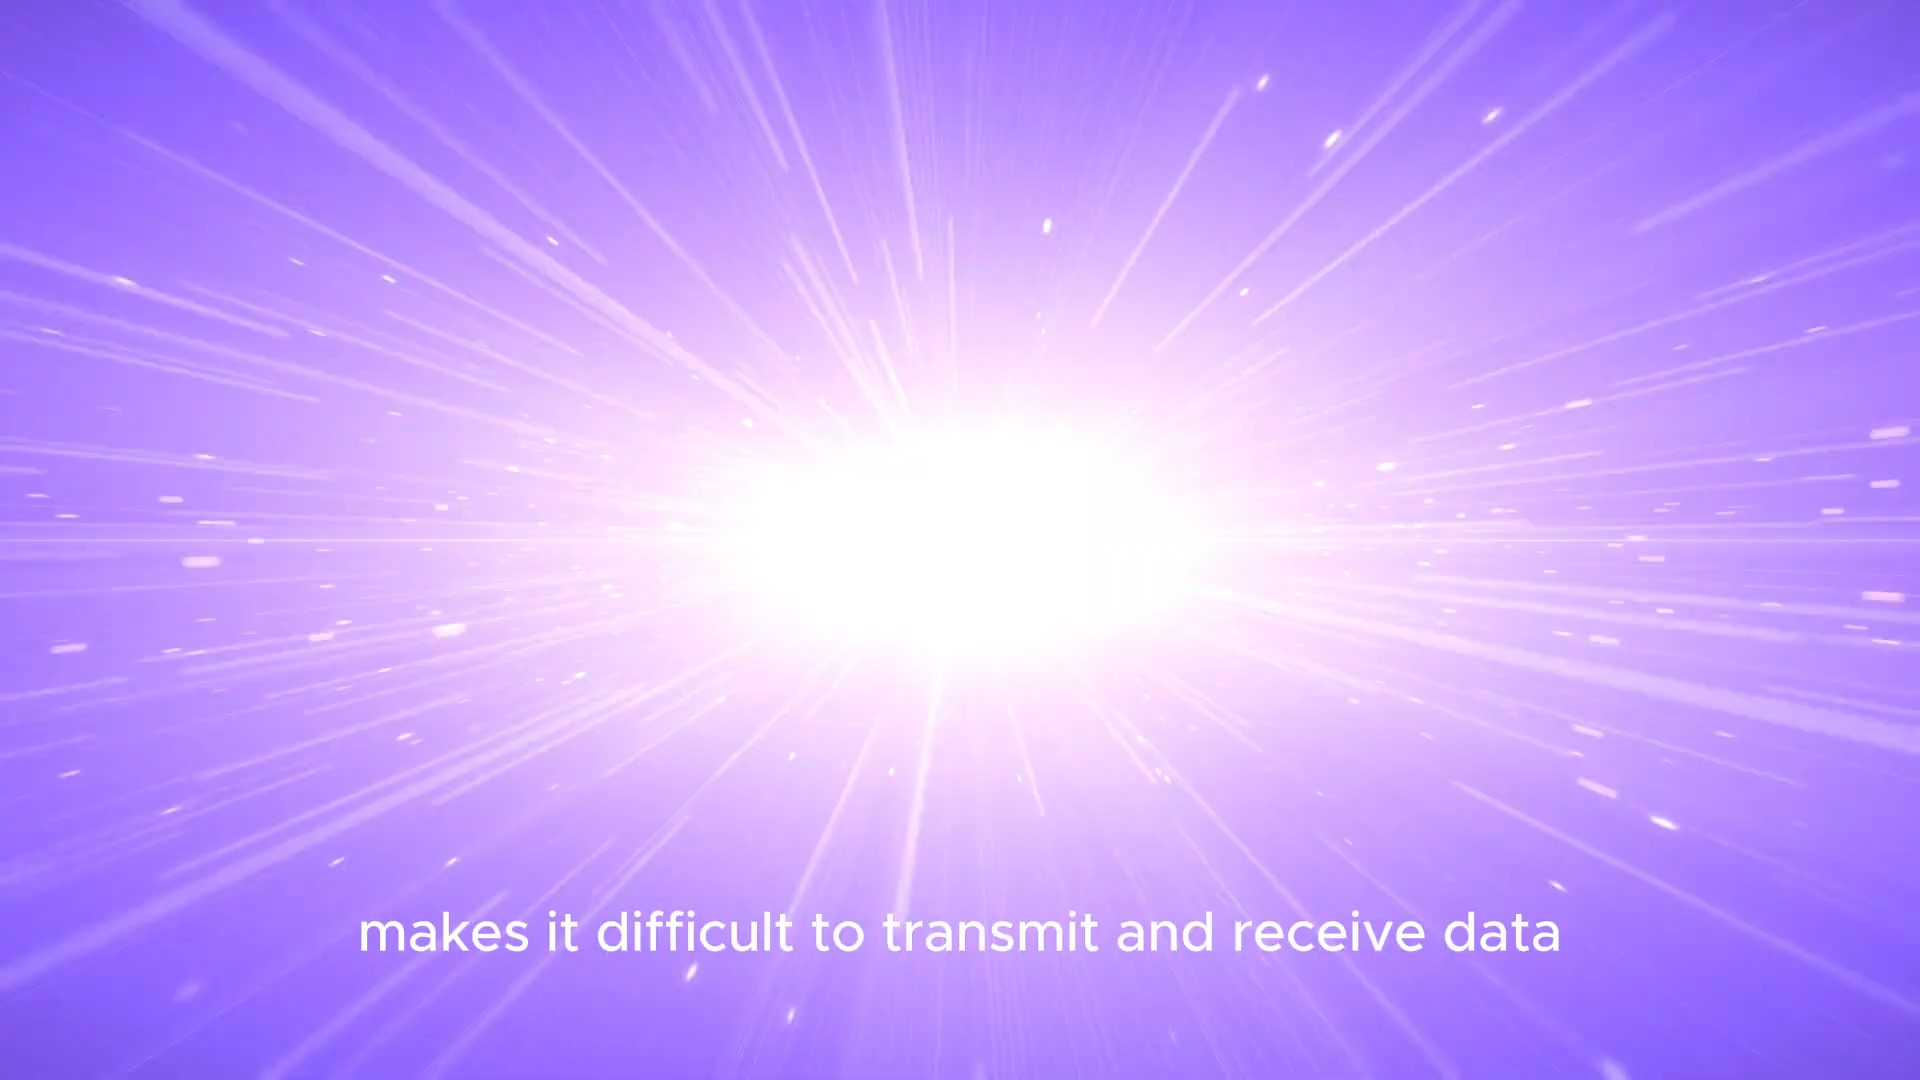 makes it difficult to transmit and receive data